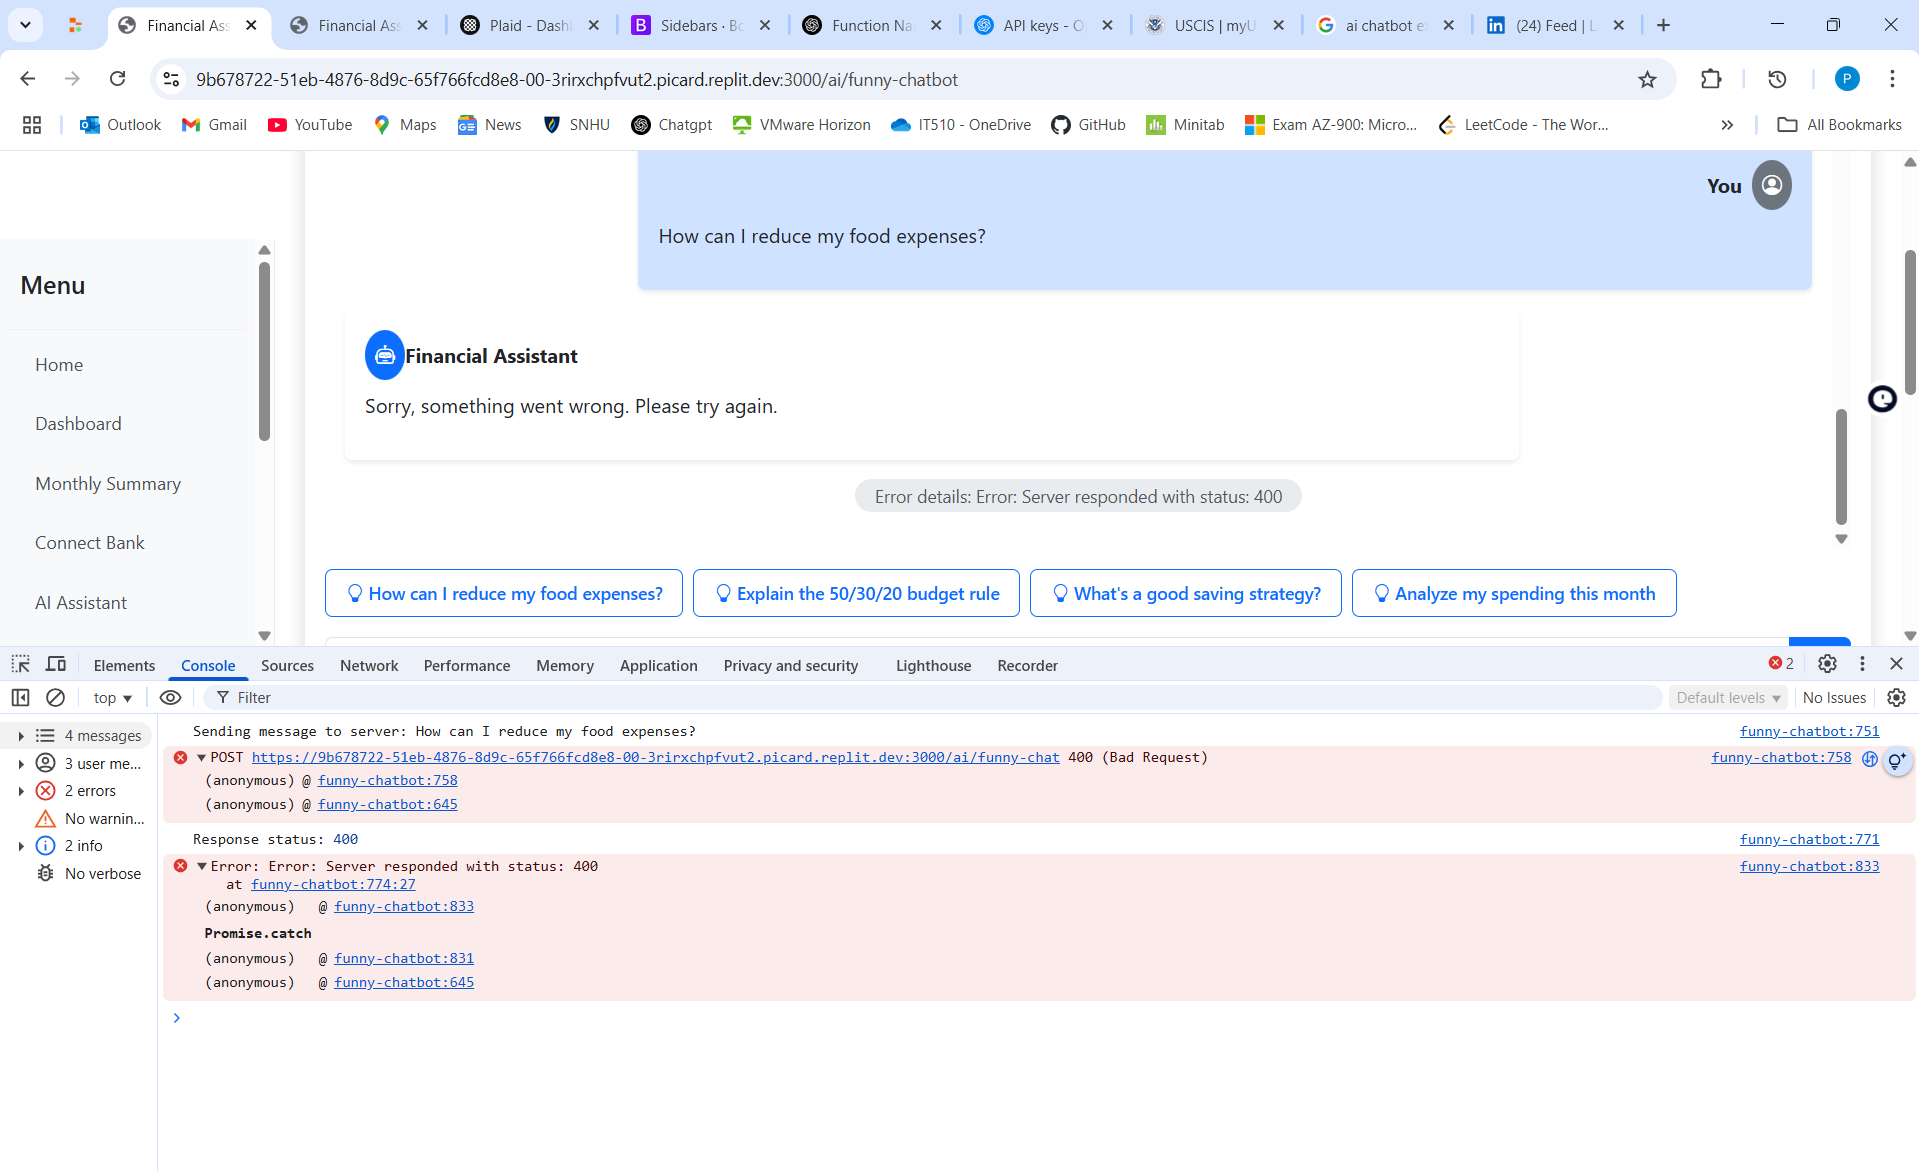 Financial Ass
Financial Ass
Plaid - Dash
Sidebars · Bo
Function Na
API keys - O
USCIS | myU
ai chatbot e
(24) Feed | L
9b678722-51eb-4876-8d9c-65f766fcd8e8-00-3rirxchpfvut2.picard.replit.dev:3000/ai/funny-chatbot
P
Outlook
Gmail
YouTube
Maps
News
SNHU
Chatgpt
VMware Horizon
IT510 - OneDrive
GitHub
Minitab
Exam AZ-900: Micro...
LeetCode - The Wor...
All Bookmarks
Menu
Home
Dashboard
Monthly Summary
Connect Bank
AI Assistant
You
How can I reduce my food expenses?
Financial Assistant
Sorry, something went wrong. Please try again.
Error details: Error: Server responded with status: 400
How can I reduce my food expenses?
Explain the 50/30/20 budget rule
What's a good saving strategy?
Analyze my spending this month
Elements
Console
Sources
Network
Performance
Memory
Application
Privacy and security
Lighthouse
Recorder
2
top
Filter
Default levels
No Issues
4 messages
3 user me...
2 errors
No warnin...
2 info
No verbose
Sending message to server: How can I reduce my food expenses? funny-chatbot:751
POST https://9b678722-51eb-4876-8d9c-65f766fcd8e8-00-3rirxchpfvut2.picard.replit.dev:3000/ai/funny-chat 400 (Bad Request) funny-chatbot:758
(anonymous) @ funny-chatbot:758
(anonymous) @ funny-chatbot:645
Response status: 400 funny-chatbot:771
Error: Error: Server responded with status: 400 funny-chatbot:833
at funny-chatbot:774:27
(anonymous) @ funny-chatbot:833
Promise.catch
(anonymous) @ funny-chatbot:831
(anonymous) @ funny-chatbot:645